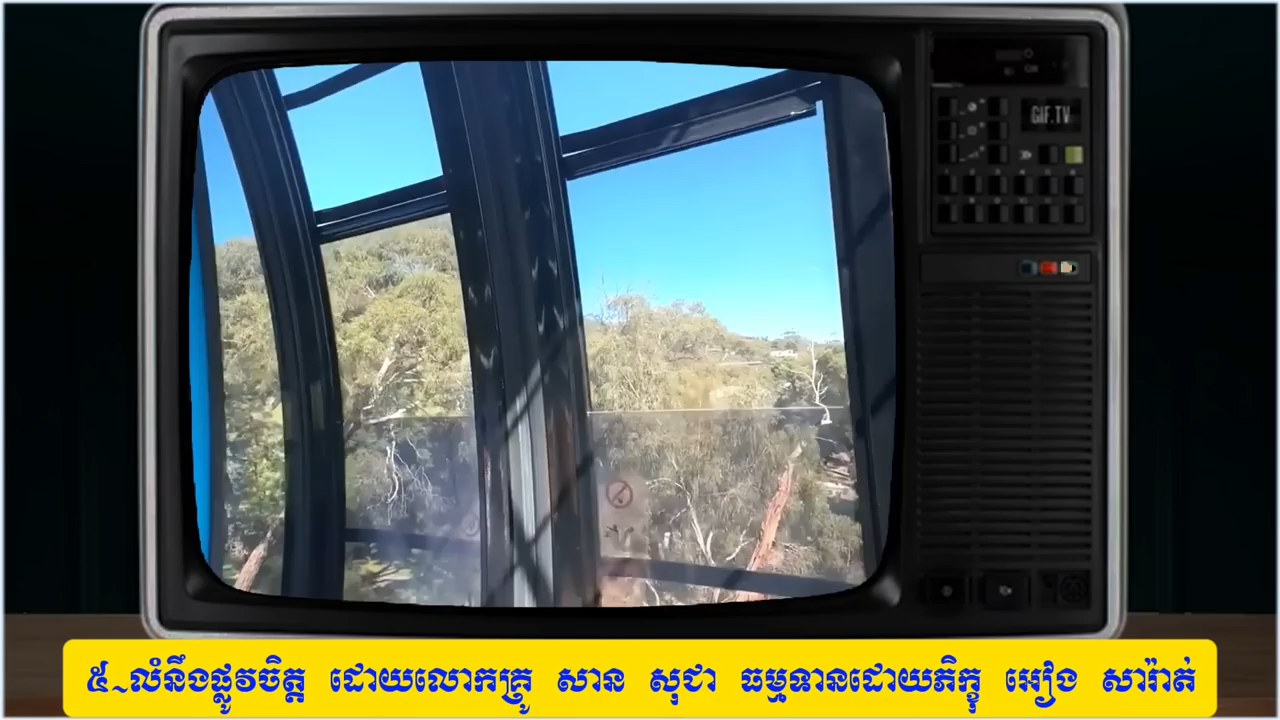 GIF.TV
៥~លំនឹងផ្លូវចិត្ត ដោយលោកគ្រូ សាន សុជា ធម្មទានដោយភិក្ខុ អៀង សារ៉ាត់